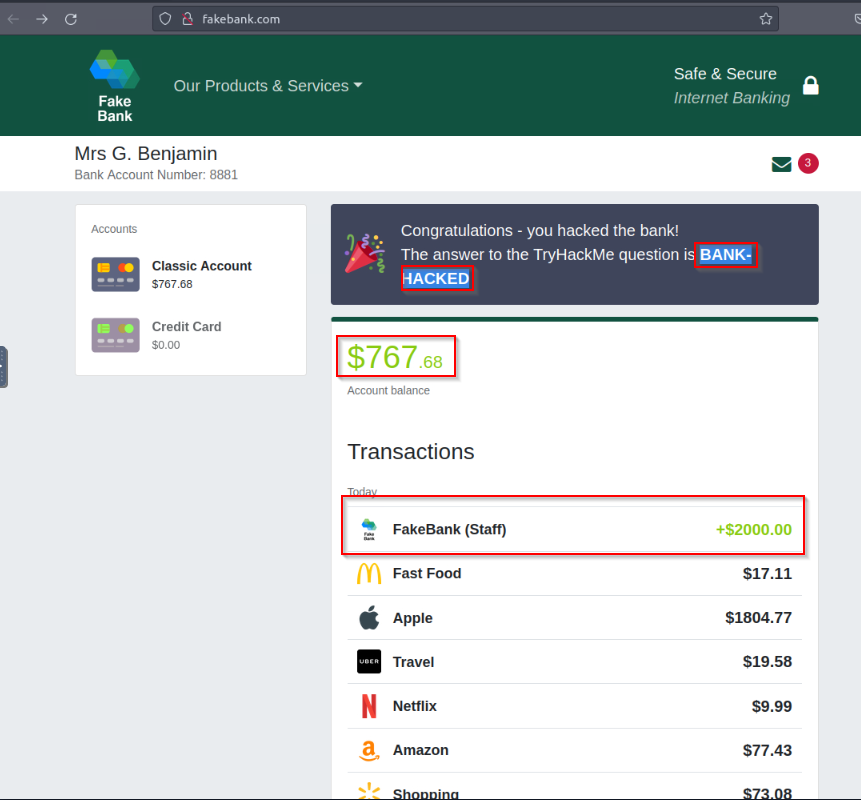 fakebank.com
Fake
Bank
Our Products & Services
Safe & Secure
Internet Banking
Mrs G. Benjamin
Bank Account Number: 8881
3
Accounts
Classic Account
$767.68
Credit Card
$0.00
Congratulations - you hacked the bank!
The answer to the TryHackMe question is BANK-
HACKED
$767.68
Account balance
Transactions
Today
Fake
Bank
FakeBank (Staff) +$2000.00
Fast Food $17.11
Apple $1804.77
UBER
Travel $19.58
Netflix $9.99
Amazon $77.43
Shopping $73.08